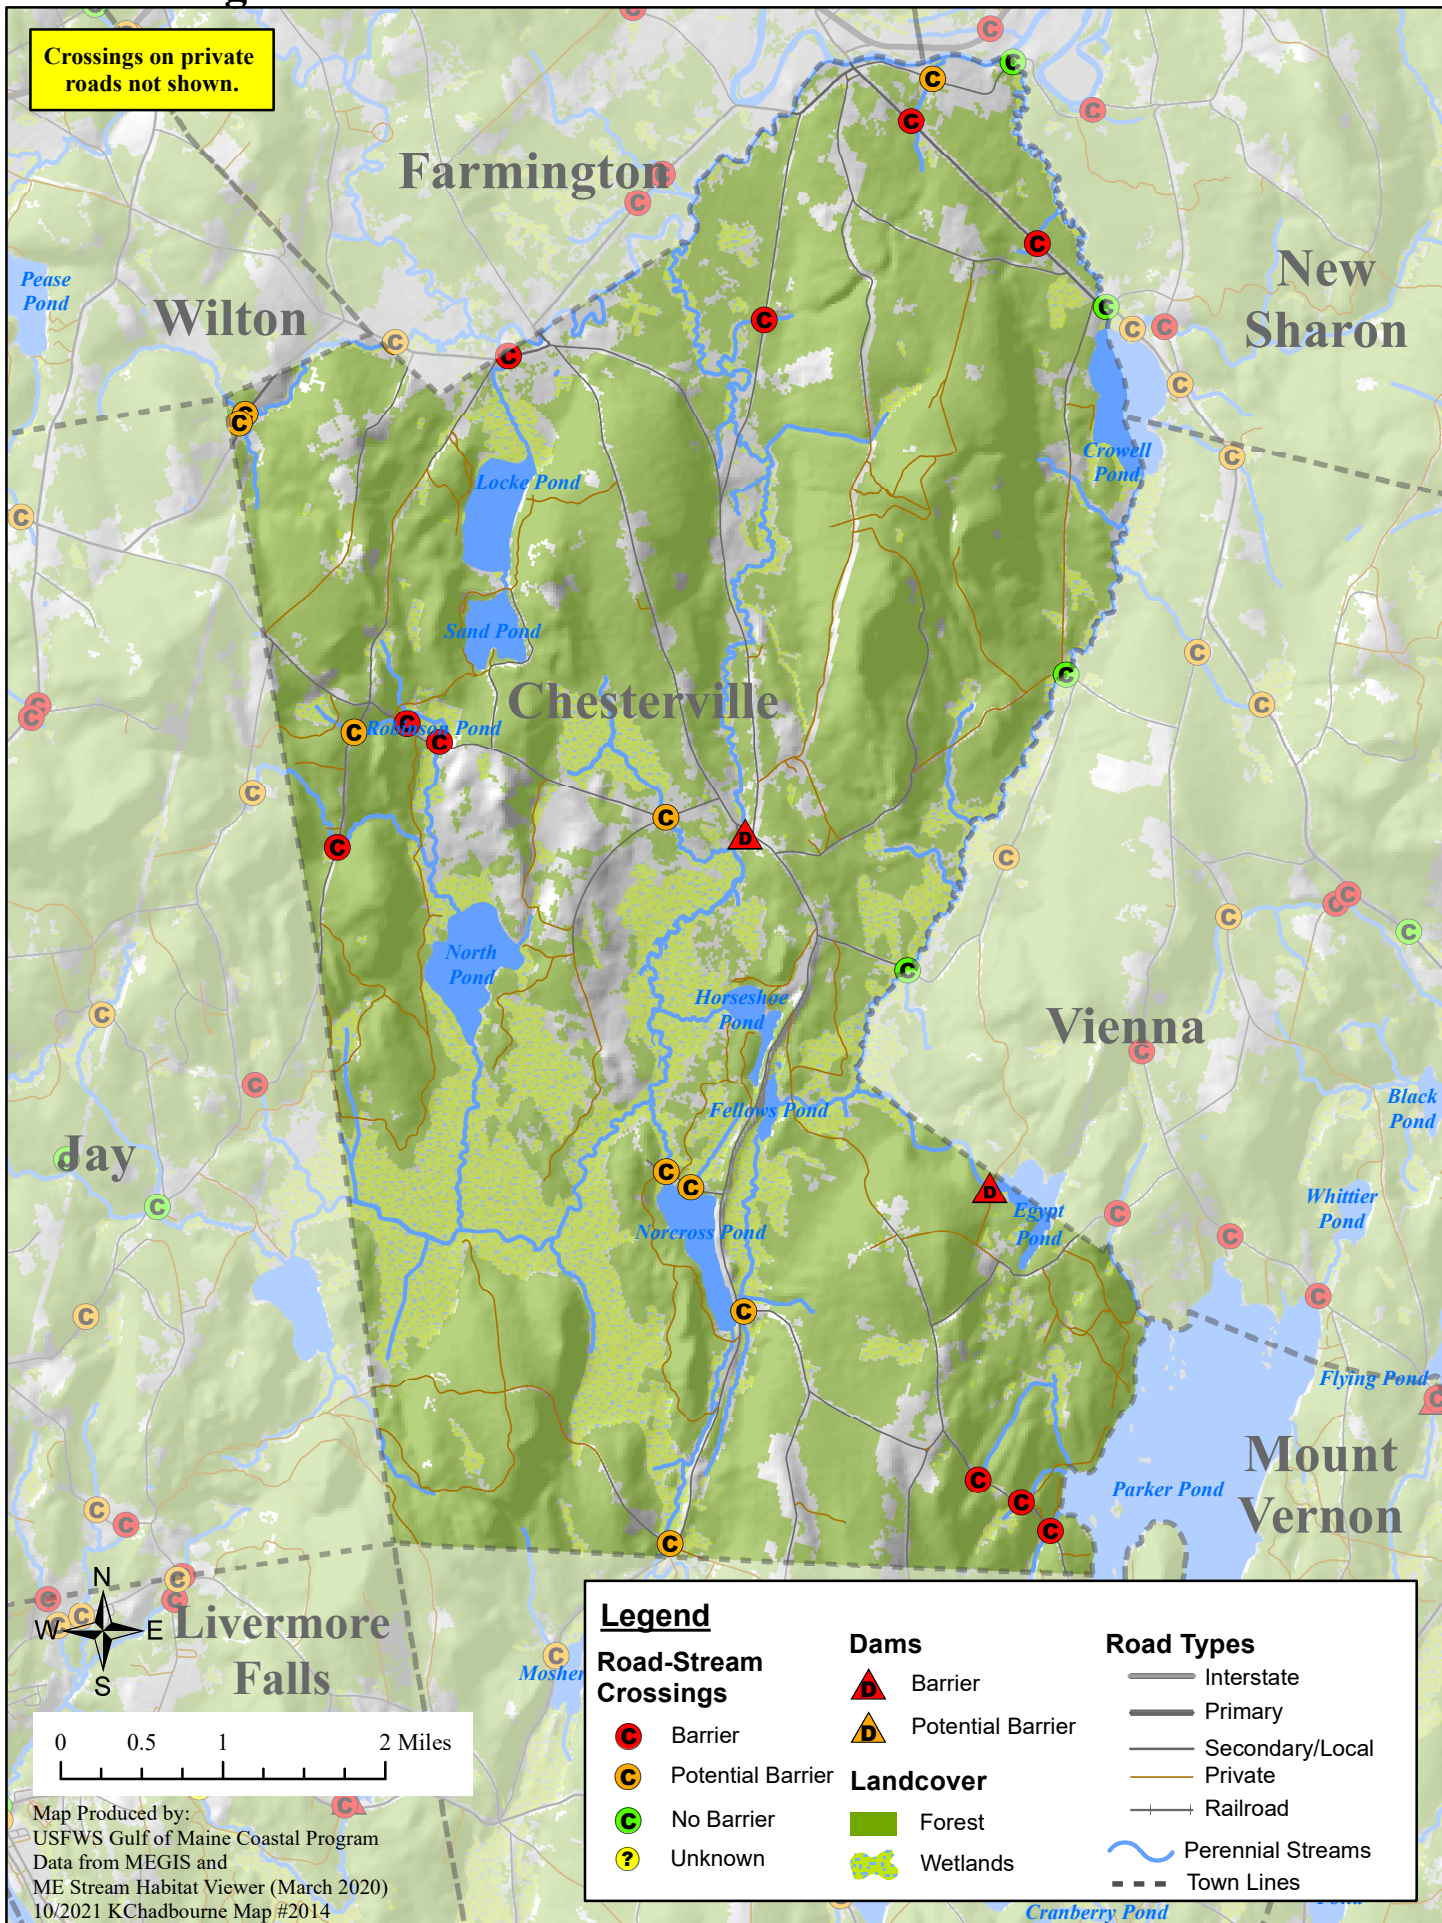 Crossings on private
roads not shown.
Farmington
New
Sharon
Pease
Pond
Wilton
Crowell
Pond
Locke Pond
Sand Pond
Chesterville
Robinson Pond
North
Pond
Horseshoe
Pond
Vienna
Fellows Pond
Black
Pond
Jay
Whittier
Pond
Egypt
Pond
Norcross Pond
Flying Pond
Mount
Vernon
Parker Pond
N
W E
S
Livermore
Falls
Mosher
0 0.5 1 2 Miles
Map Produced by:
USFWS Gulf of Maine Coastal Program
Data from MEGIS and
ME Stream Habitat Viewer (March 2020)
10/2021 KChadbourne Map #2014
Legend
Road-Stream
Crossings
C Barrier
C Potential Barrier
C No Barrier
? Unknown
Dams
D Barrier
D Potential Barrier
Landcover
Forest
Wetlands
Road Types
Interstate
Primary
Secondary/Local
Private
Railroad
Perennial Streams
Town Lines
Cranberry Pond